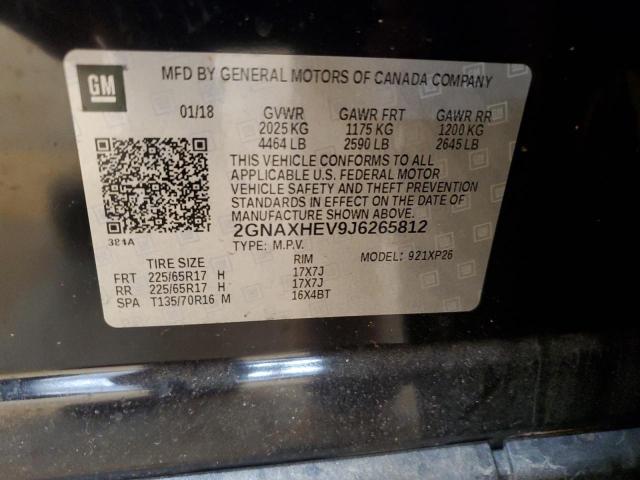 GM
MFD BY GENERAL MOTORS OF CANADA COMPANY
01/18 GVWR GAWR FRT GAWR RR
2025 KG 1175 KG 1200 KG
4464 LB 2590 LB 2645 LB
THIS VEHICLE CONFORMS TO ALL
APPLICABLE U.S. FEDERAL MOTOR
VEHICLE SAFETY AND THEFT PREVENTION
STANDARDS IN EFFECT ON THE DATE OF
MANUFACTURE SHOWN ABOVE.
384A 2GNAXHEV9J6265812
TYPE: M.P.V. MODEL: 921XP26
TIRE SIZE RIM
FRT 225/65R17 H 17X7J
RR 225/65R17 H 17X7J
SPA T135/70R16 M 16X4BT